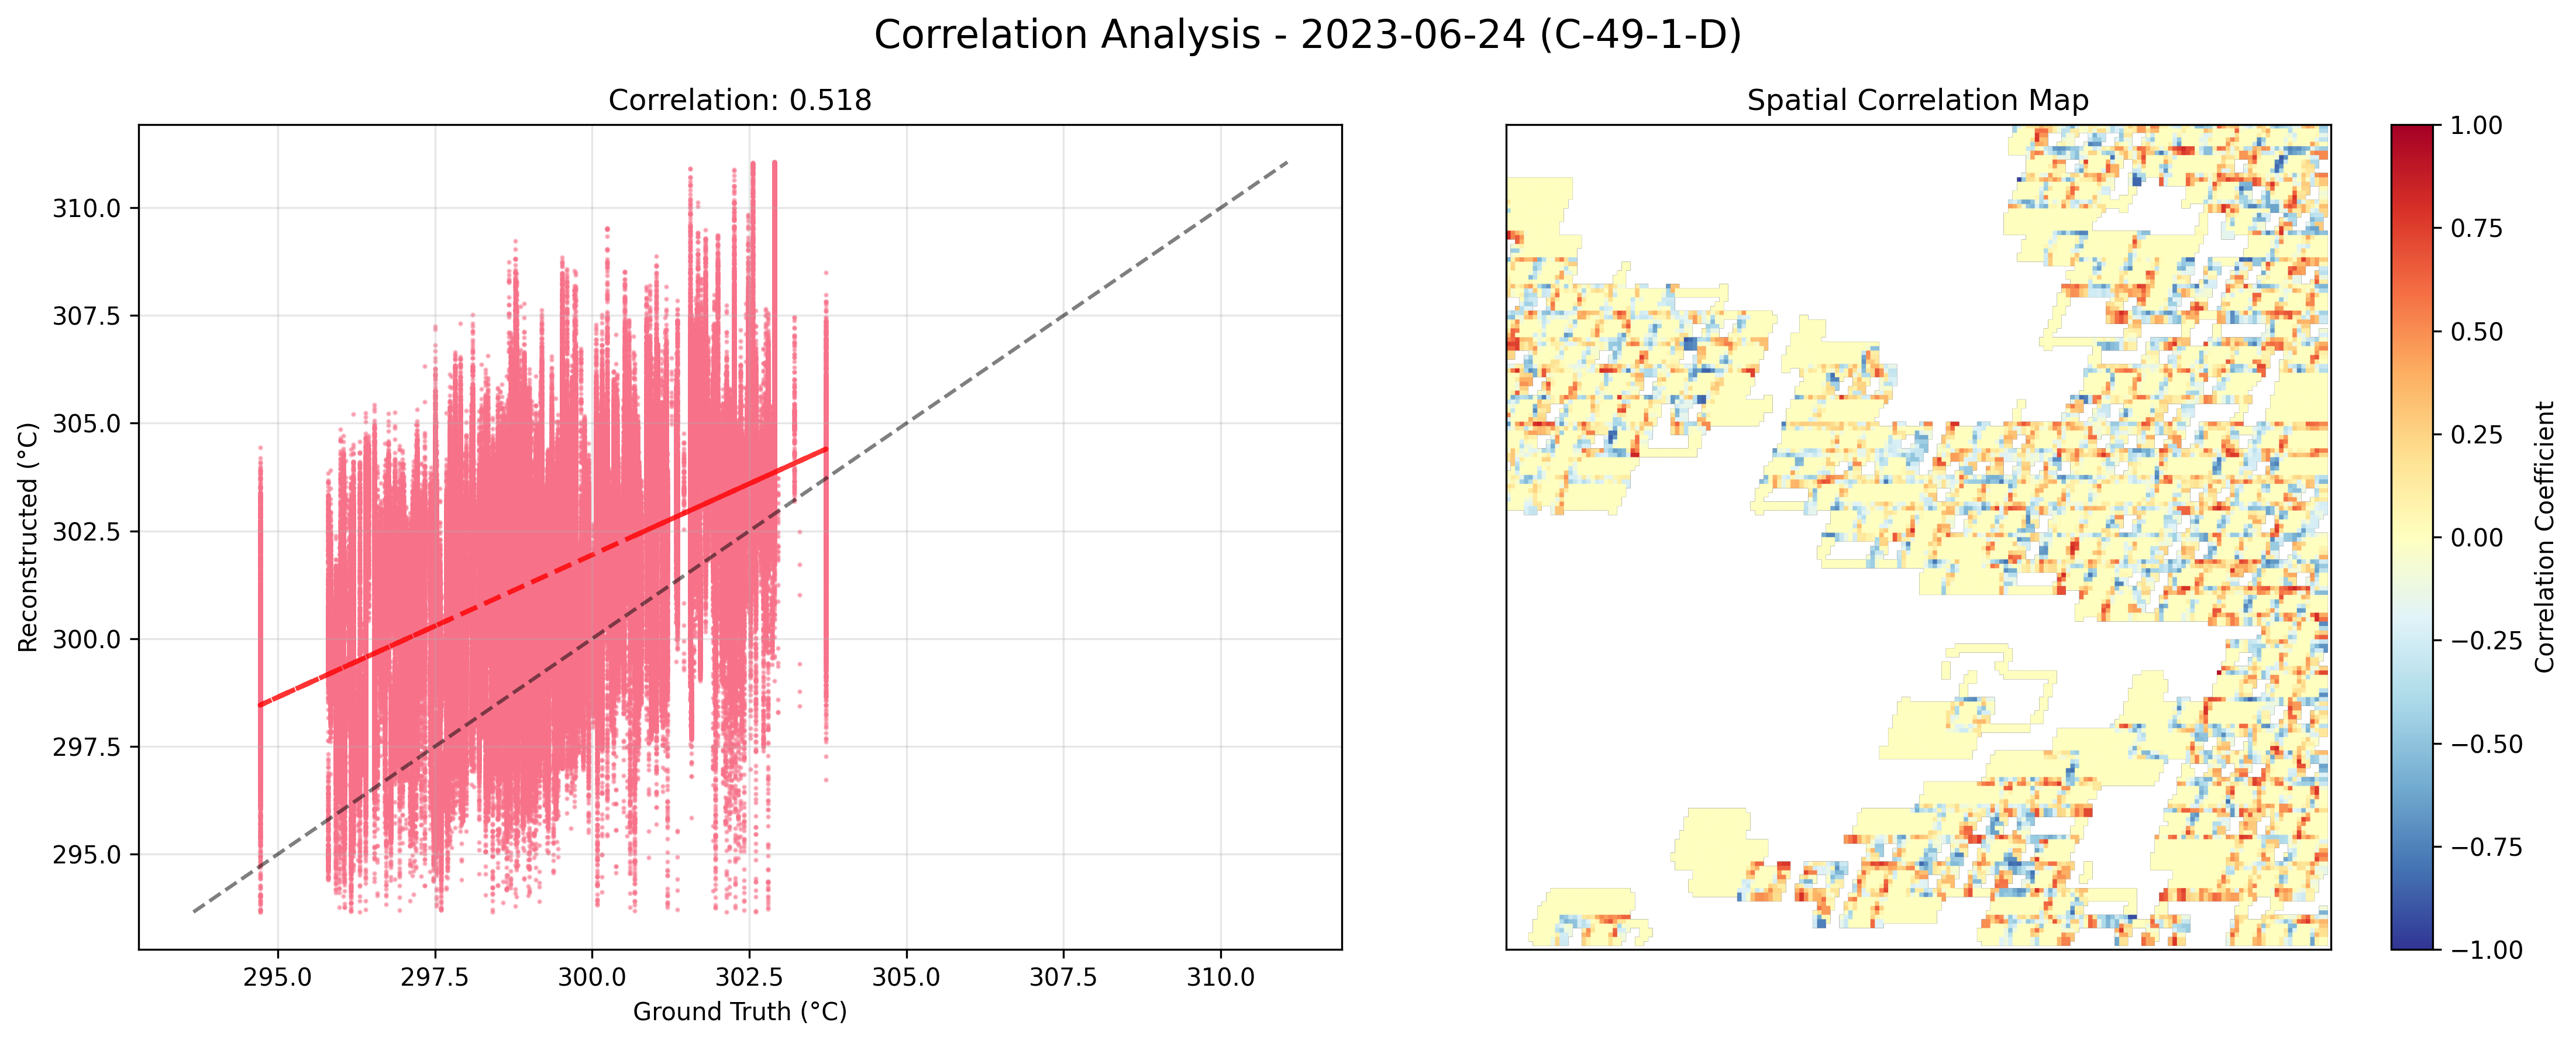 Correlation Analysis - 2023-06-24 (C-49-1-D)
Correlation: 0.518
310.0
307.5
305.0
302.5
300.0
297.5
295.0
Reconstructed (°C)
295.0 297.5 300.0 302.5 305.0 307.5 310.0
Ground Truth (°C)
Spatial Correlation Map
1.00
0.75
0.50
0.25
0.00
−0.25
−0.50
−0.75
−1.00
Correlation Coefficient